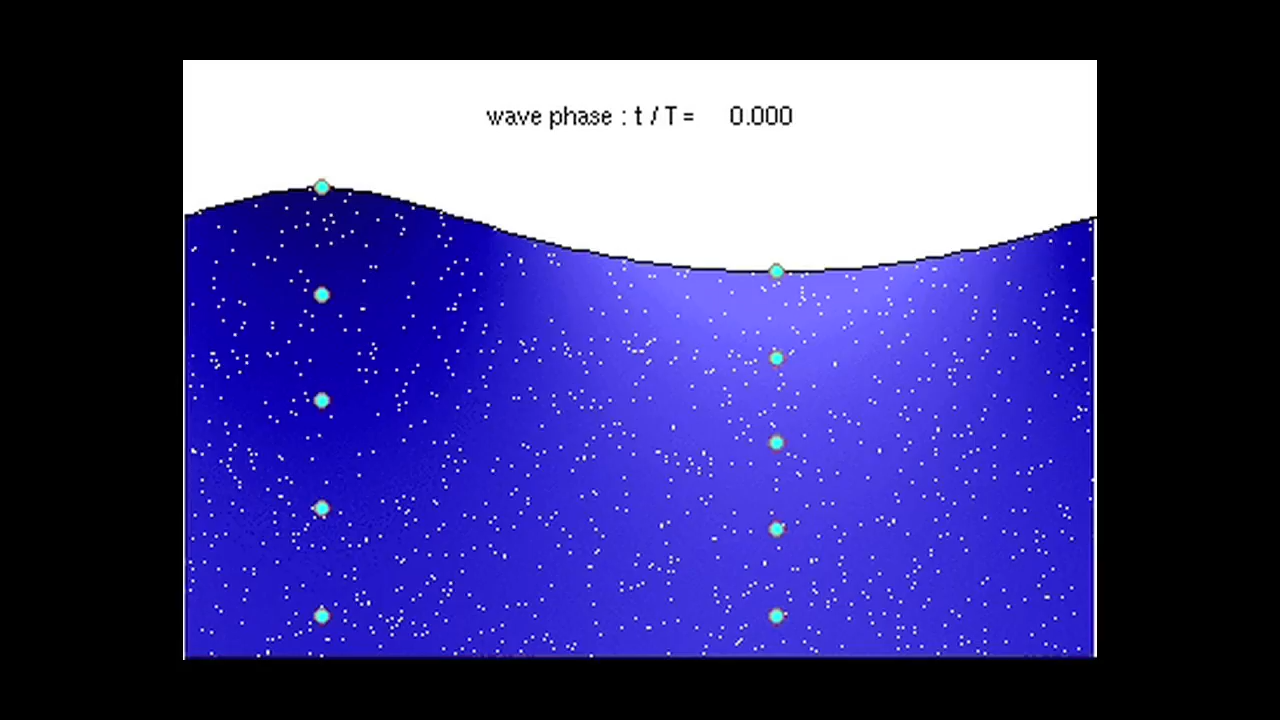 wave phase : t / T = 0.000